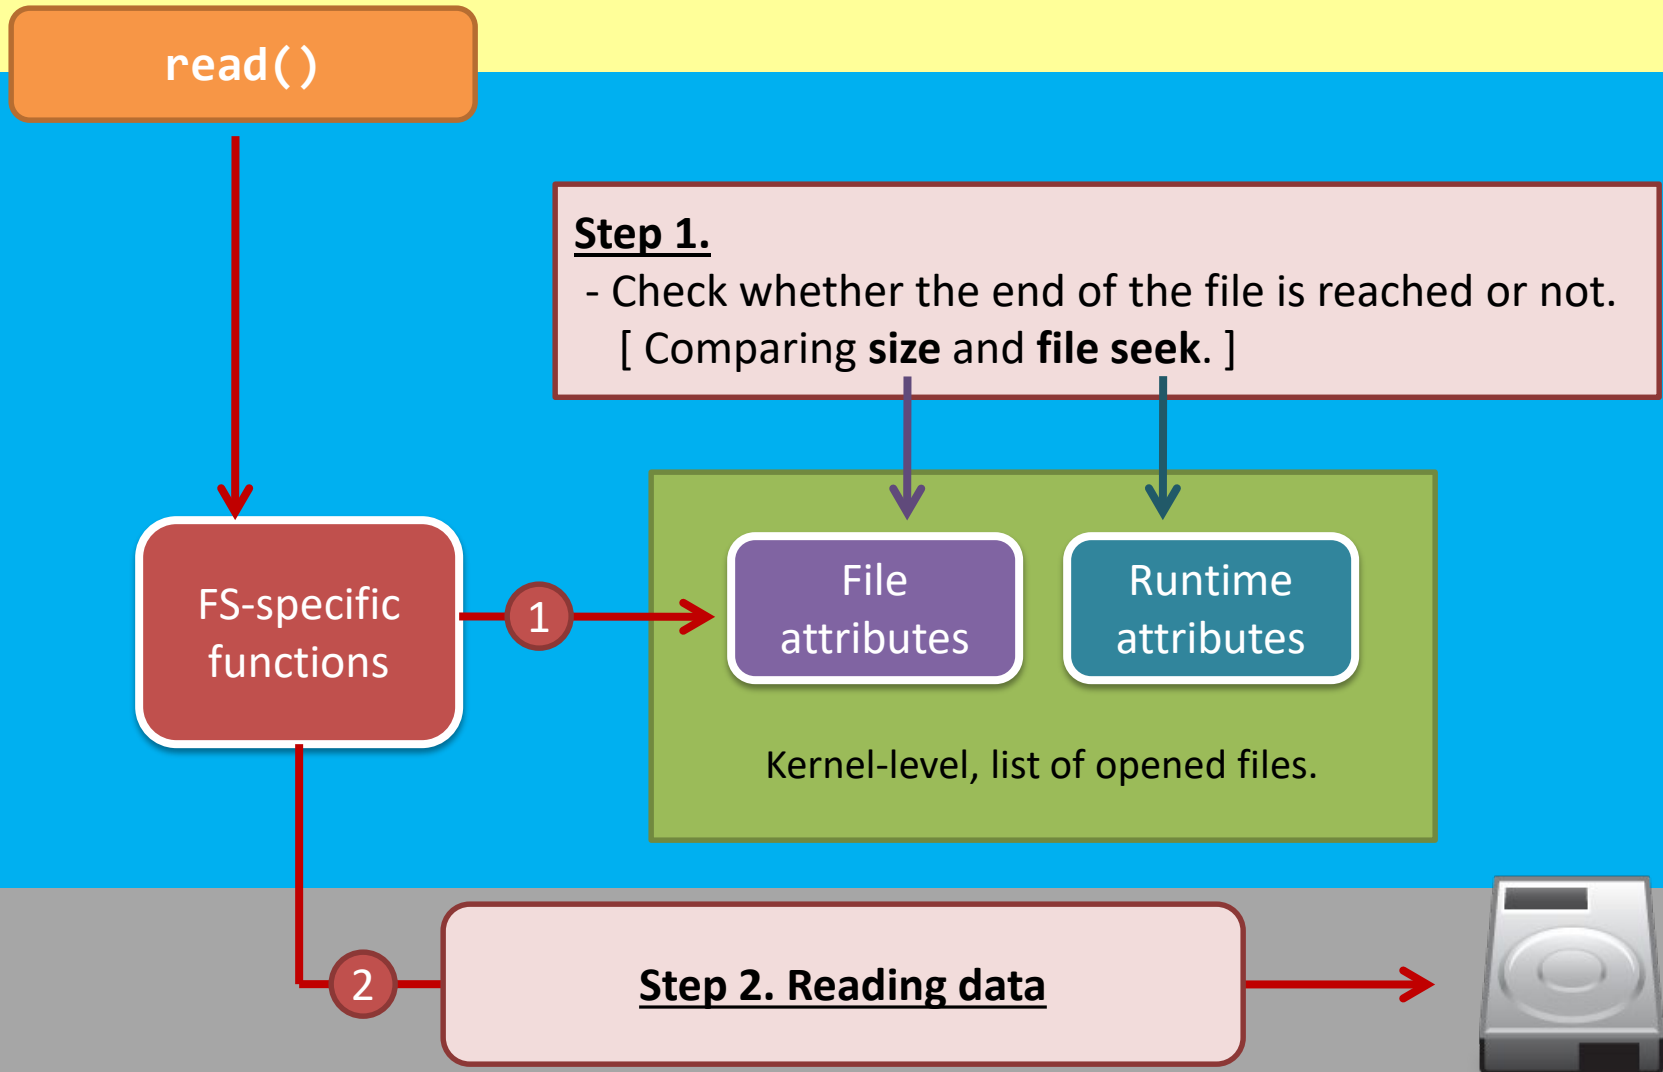 read()
Step 1.
- Check whether the end of the file is reached or not.
[ Comparing size and file seek. ]
FS-specific
functions
1
File
attributes
Runtime
attributes
Kernel-level, list of opened files.
2
Step 2. Reading data